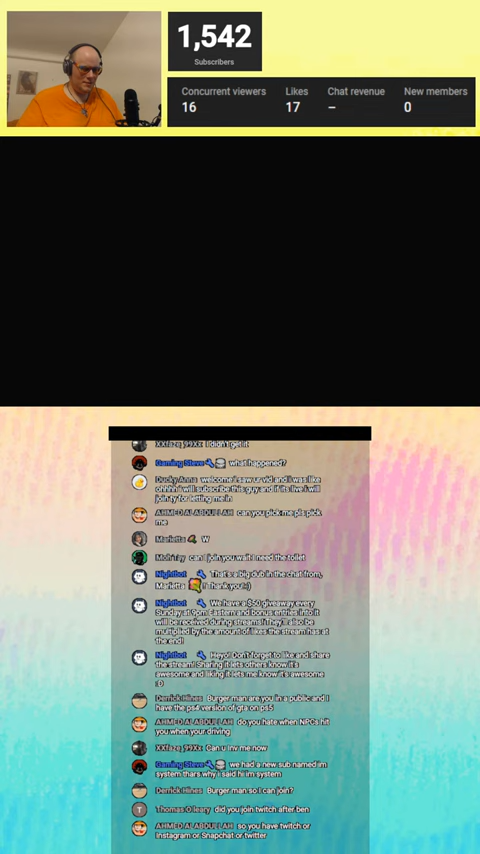 1,542
Subscribers
Concurrent viewers Likes Chat revenue New members
16 17 – 0
XXfaze,99Xx I didn't get it
Gaming Steve what happened?
Ducky Anna welcome i saw ur vid and i was like
ohhhh i will subscribe this guy and if its live i will
join ty for letting me in
AHMED ALABDULLAH can you pick me pls pick
me
Marietta W
MohTay can I join you wait I need the toilet
Nightbot That's a big dub in the chat from,
Marietta Thank you! :)
Nightbot We have a $50 giveaway every
Sunday at 9pm Eastern and bonus entries into it
will be received during streams! They'll also be
multiplied by the amount of likes the stream has at
the end!
Nightbot Heyo! Don't forget to like and share
the stream! Sharing it lets others know it's
awesome and liking it lets me know it's awesome
:D
Derrick Hines Burger man are you in a public and I
have the ps4 version of gta on ps5
AHMED ALABDULLAH do you hate when NPCs hit
you when your driving
XXfaze,99Xx Can u inv me now
Gaming Steve we had a new sub named im
system thats why i said hi im system
Derrick Hines Burger man so I can join?
T Thomas O'leary did you join twitch after ben
AHMED ALABDULLAH so you have twitch or
Instagram or Snapchat or twitter